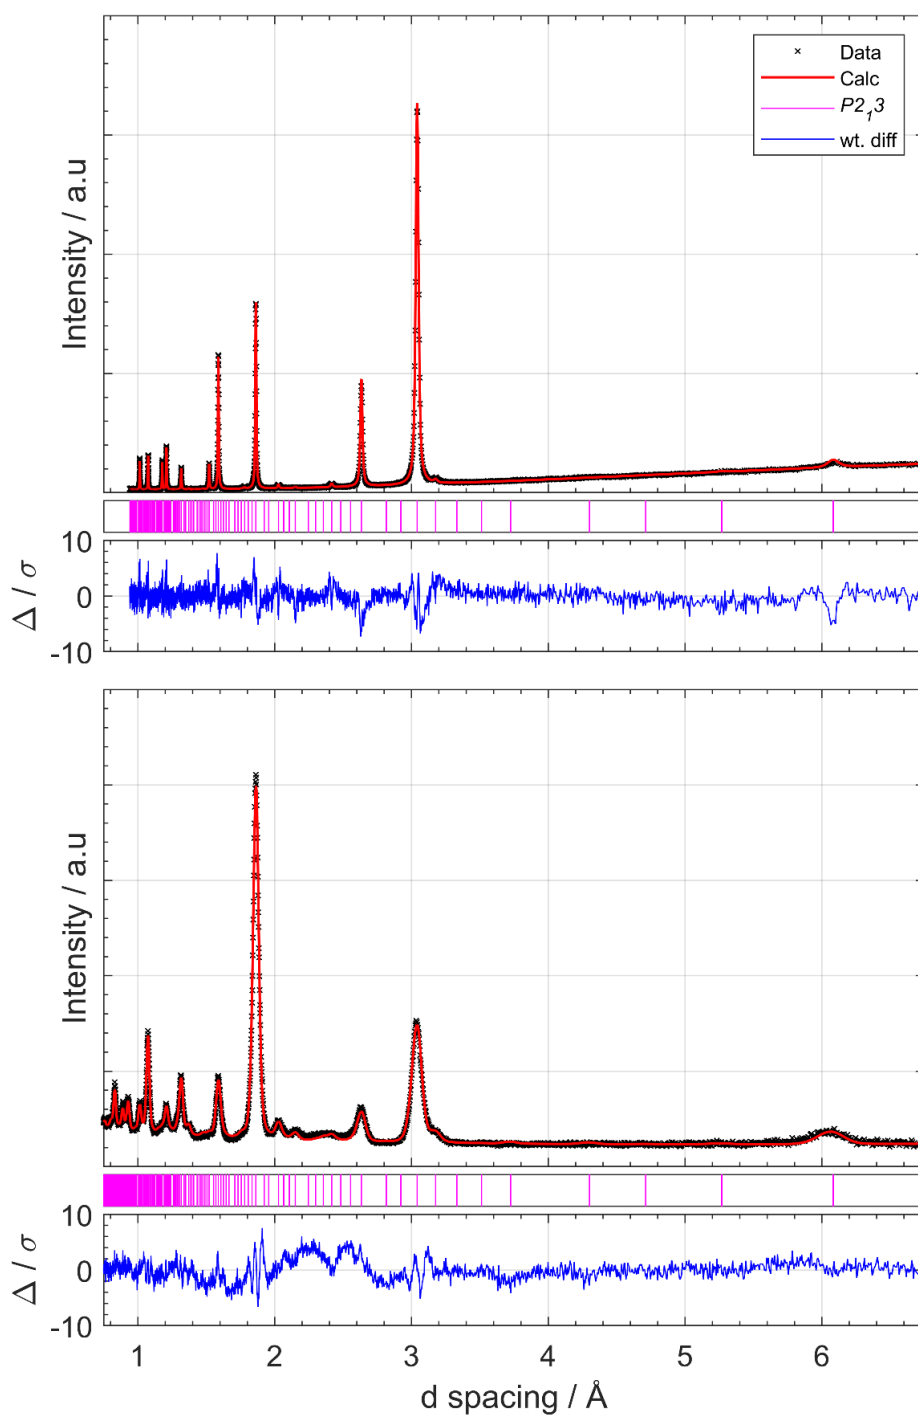 Data
Calc
P2₁3
wt. diff
Intensity / a.u
10
0
-10
Δ / σ
Intensity / a.u
10
0
-10
Δ / σ
1 2 3 4 5 6
d spacing / Å